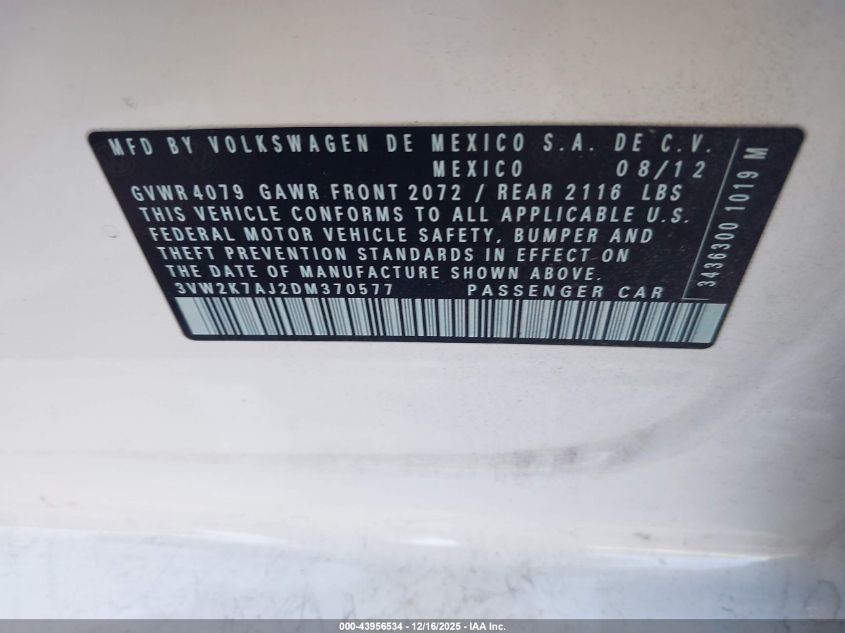 MFD BY VOLKSWAGEN DE MEXICO S.A. DE C.V.
MEXICO 08/12
GVWR 4079 GAWR FRONT 2072 / REAR 2116 LBS
THIS VEHICLE CONFORMS TO ALL APPLICABLE U.S.
FEDERAL MOTOR VEHICLE SAFETY, BUMPER AND
THEFT PREVENTION STANDARDS IN EFFECT ON
THE DATE OF MANUFACTURE SHOWN ABOVE.
3VW2K7AJ2DM370577 PASSENGER CAR
3436300 1019 M
000-43956534 - 12/16/2025 - IAA Inc.